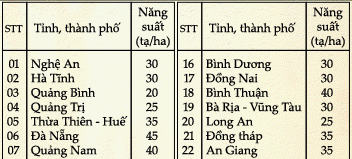 STT Tỉnh, thành phố Năng suất (tạ/ha) STT Tỉnh, thành phố Năng suất (tạ/ha)
01 Nghệ An 30 16 Bình Dương 30
02 Hà Tĩnh 30 17 Đồng Nai 30
03 Quảng Bình 20 18 Bình Thuận 40
04 Quảng Trị 25 19 Bà Rịa - Vũng Tàu 30
05 Thừa Thiên - Huế 35 20 Long An 25
06 Đà Nẵng 45 21 Đồng tháp 35
07 Quảng Nam 40 22 An Giang 35